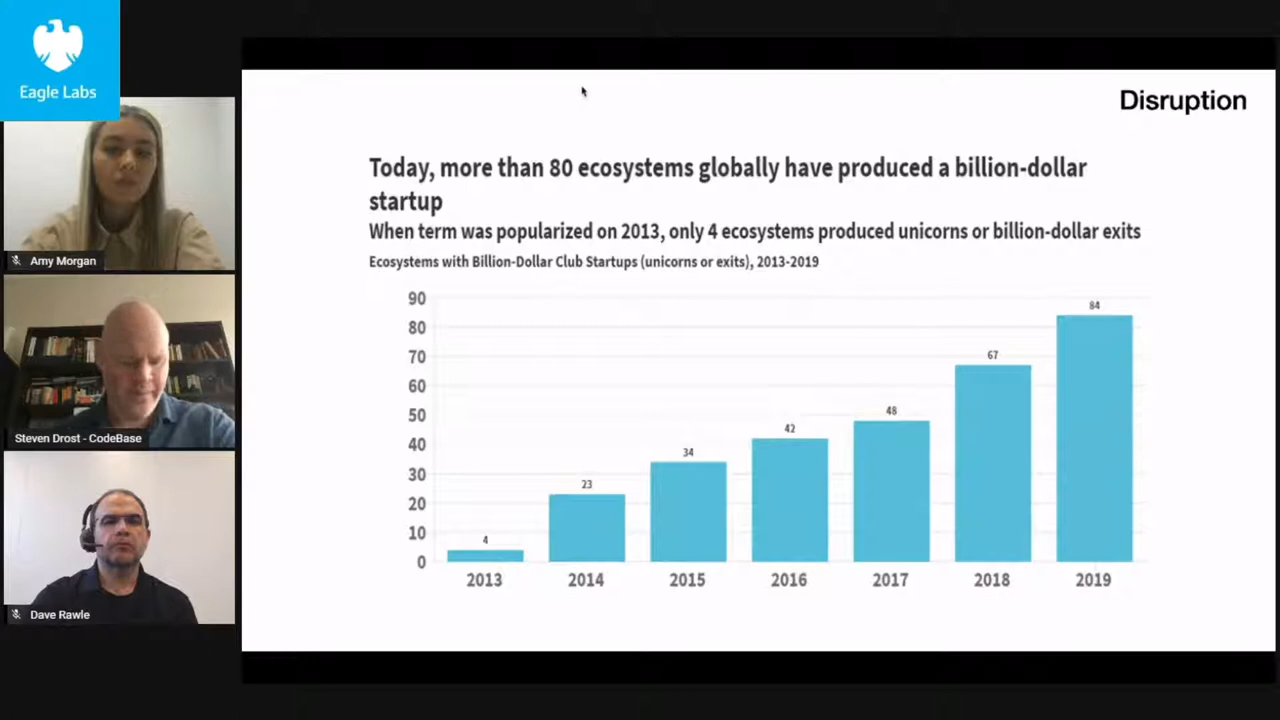 Eagle Labs
Amy Morgan
Steven Drost - CodeBase
Dave Rawle
Disruption
Today, more than 80 ecosystems globally have produced a billion-dollar
startup
When term was popularized on 2013, only 4 ecosystems produced unicorns or billion-dollar exits
Ecosystems with Billion-Dollar Club Startups (unicorns or exits), 2013-2019
90
80
70
60
50
40
30
20
10
0
4
23
34
42
48
67
84
2013
2014
2015
2016
2017
2018
2019